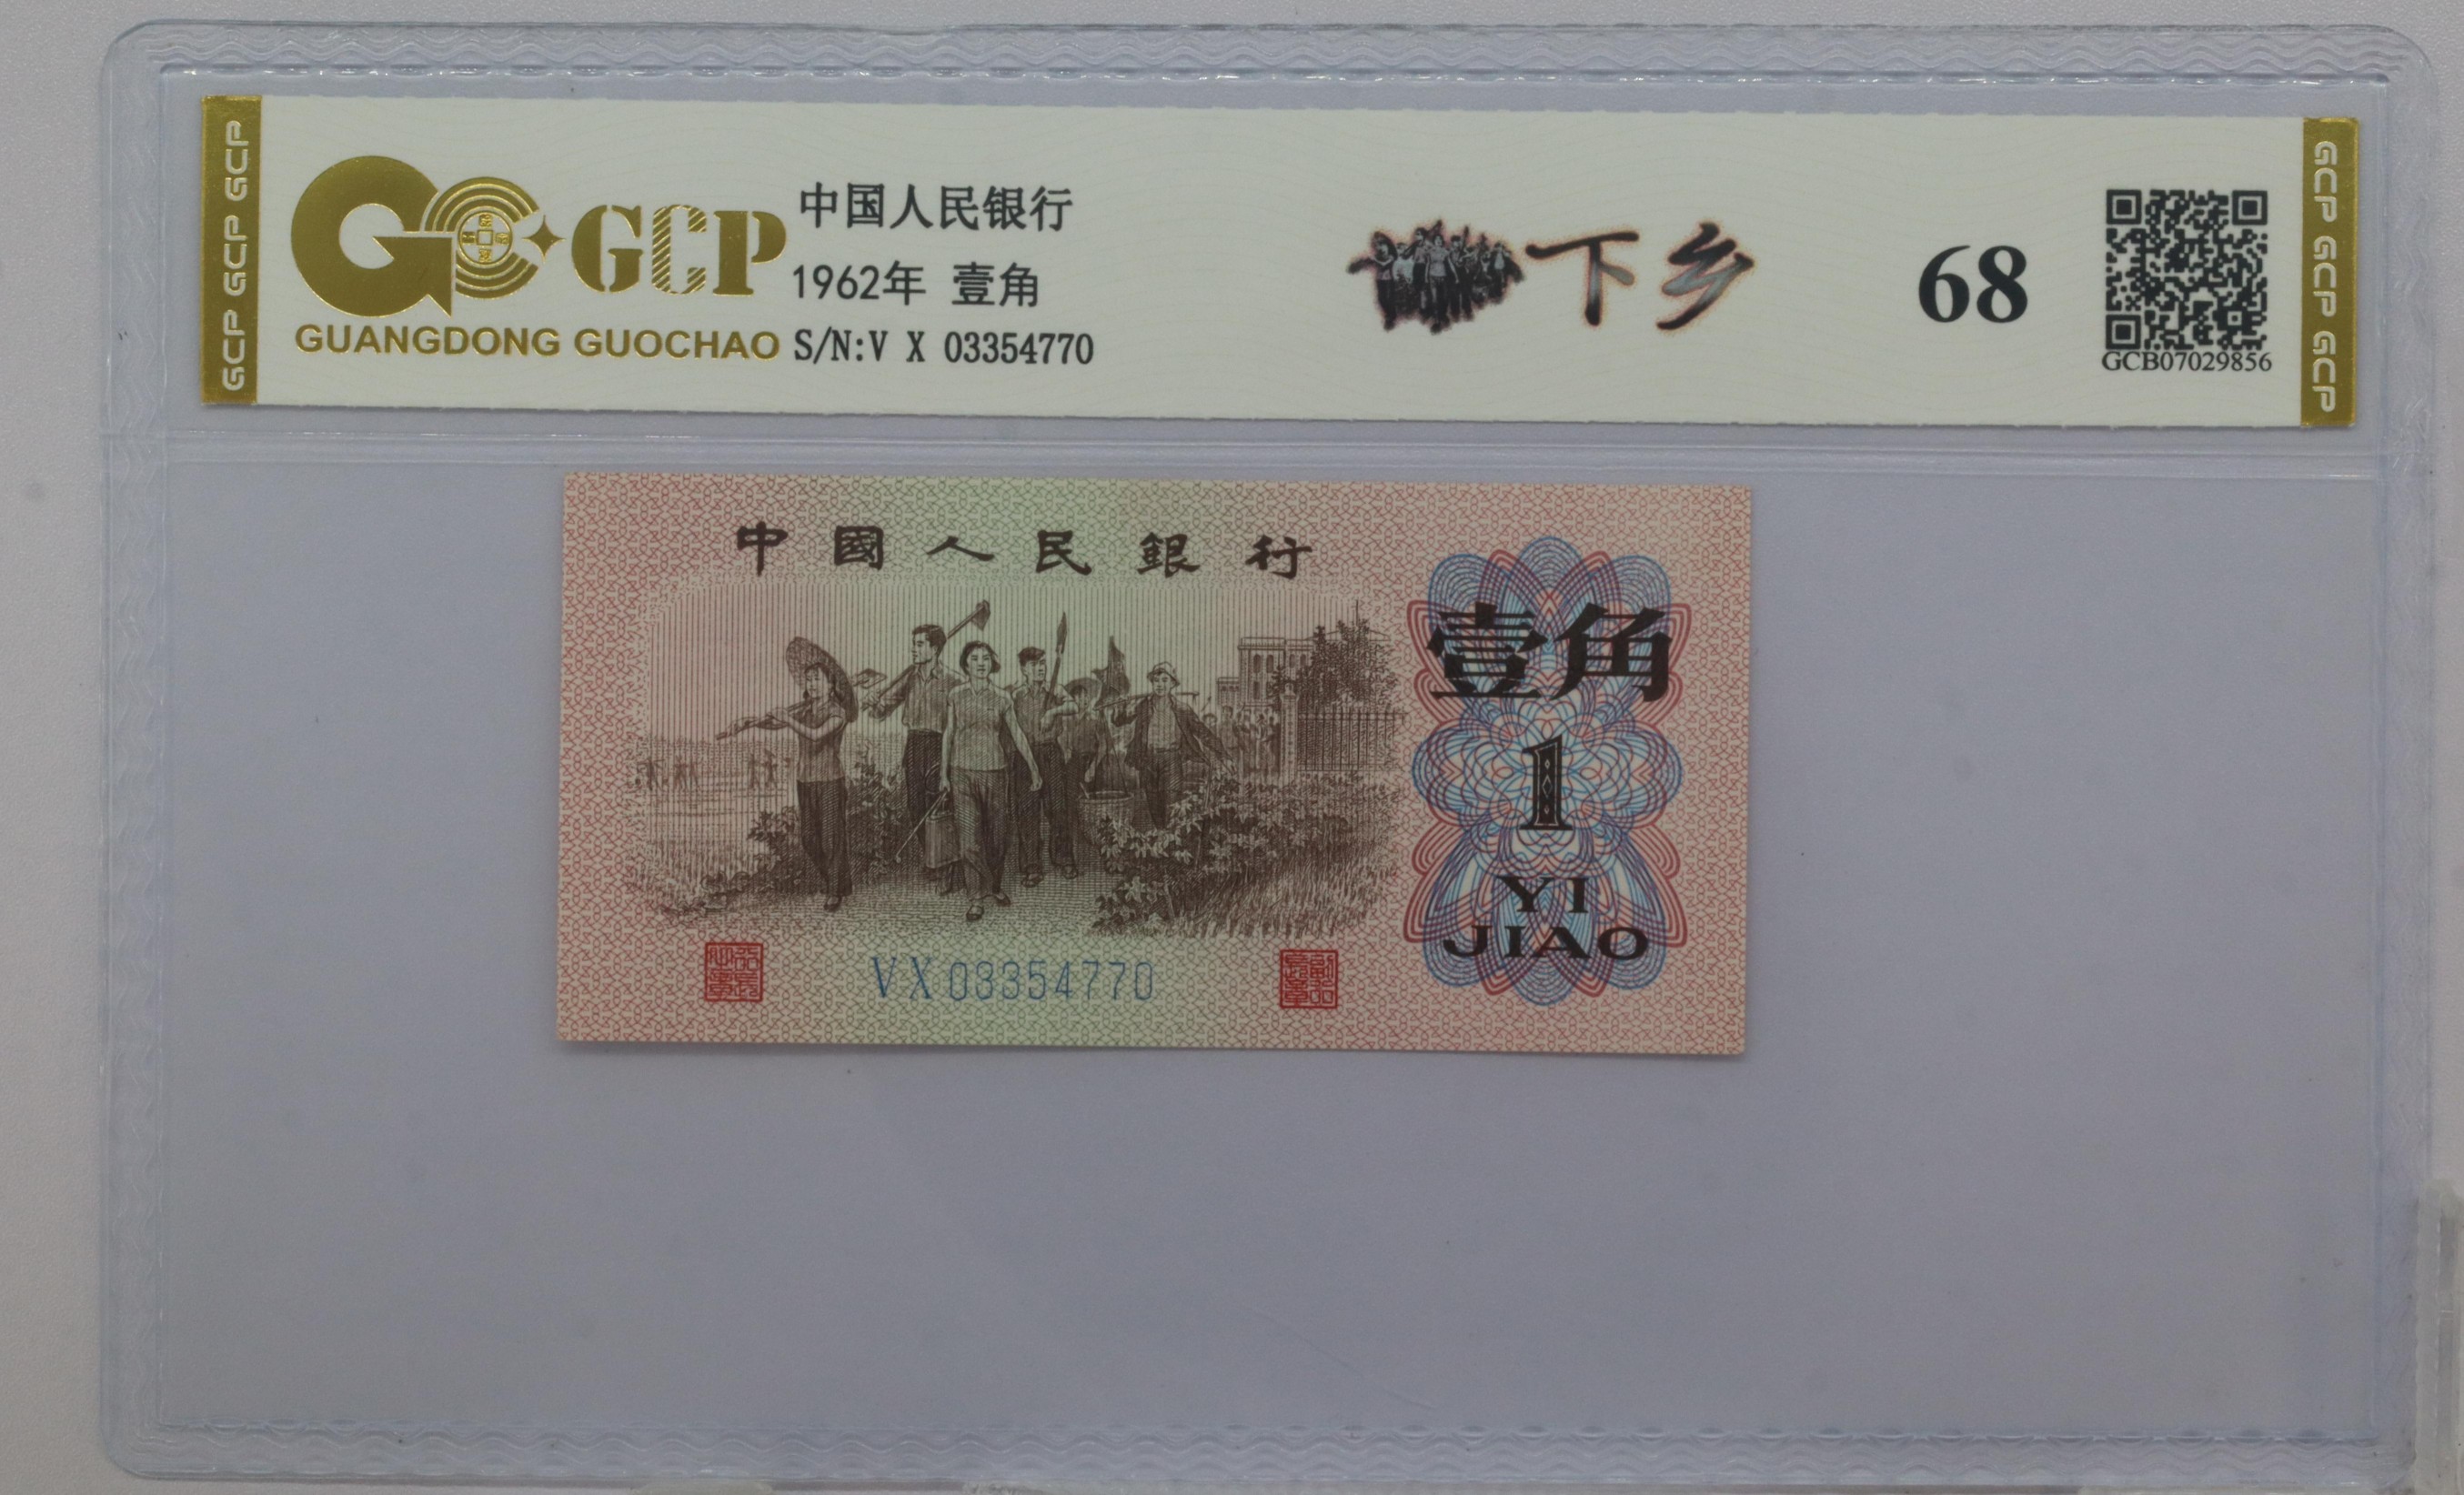 GCP GCP GCP
GCP
GUANGDONG GUOCHAO
中国人民银行
1962年 壹角
S/N:V X 03354770
下乡
68
GCB07029856
GCP GCP GCP
中國人民銀行
壹角
1
YI
JIAO
VX03354770